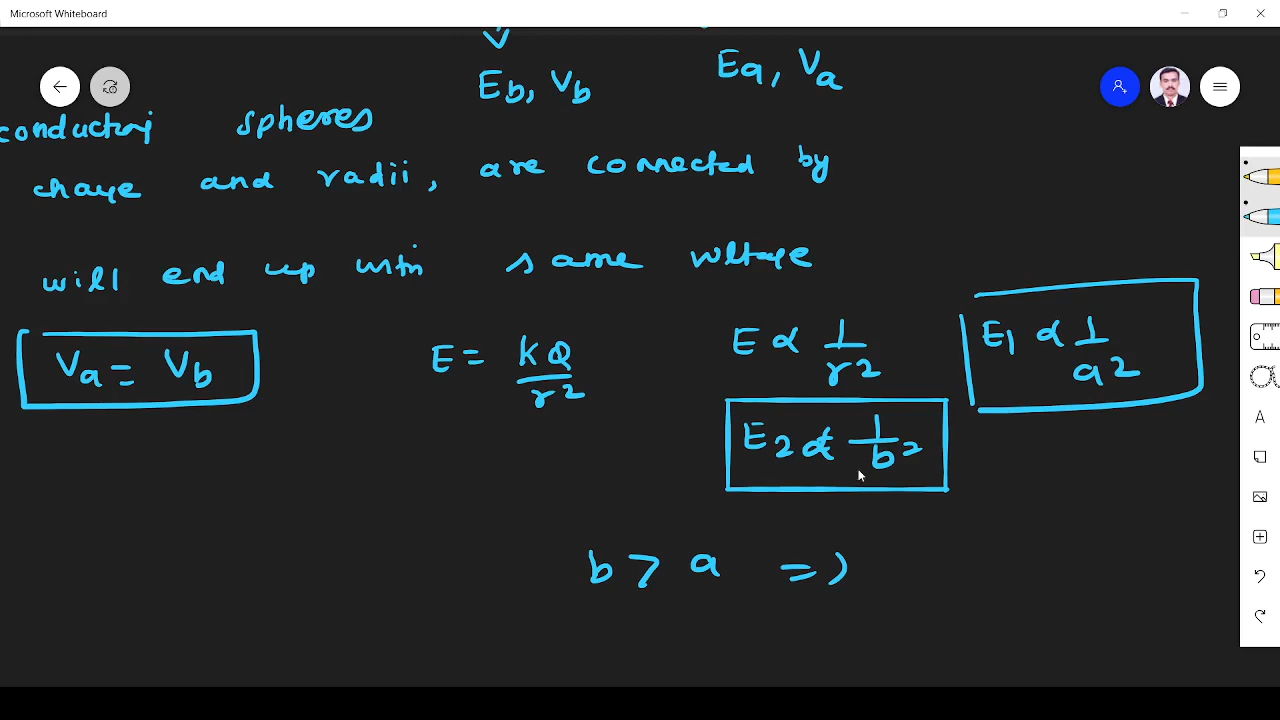 Microsoft Whiteboard
Eb, Vb
Ea, Va
conducting spheres
charge and radii, are connected by
will end up with same voltage
Va = Vb
E = kQ/r2
E ∝ 1/r2
E1 ∝ 1/a2
E2 ∝ 1/b2
b > a =>
A